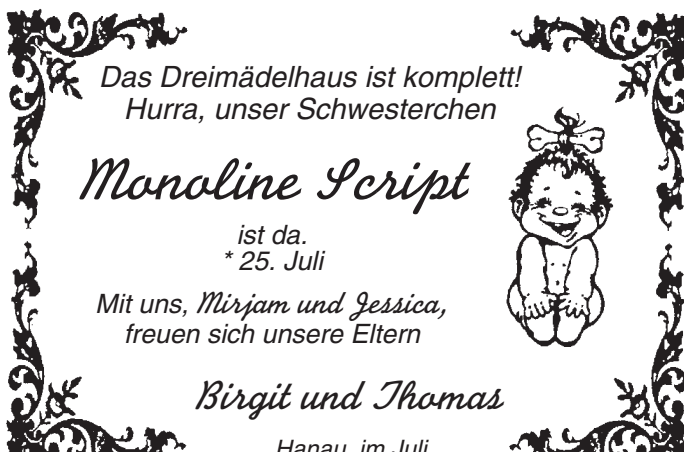 Das Dreimädelhaus ist komplett!
Hurra, unser Schwesterchen
Monoline Script
ist da.
* 25. Juli
Mit uns, Mirjam und Jessica,
freuen sich unsere Eltern
Birgit und Thomas
Hanau, im Juli